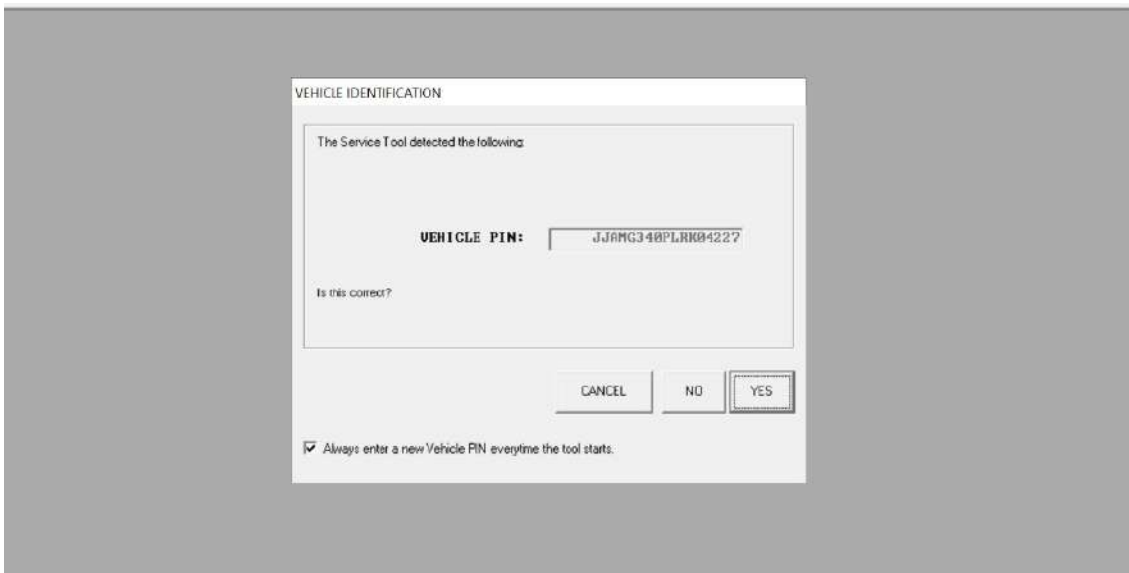 VEHICLE IDENTIFICATION
The Service Tool detected the following:
VEHICLE PIN: JJAMG340PLRK04227
Is this correct?
CANCEL NO YES
Always enter a new Vehicle PIN everytime the tool starts.